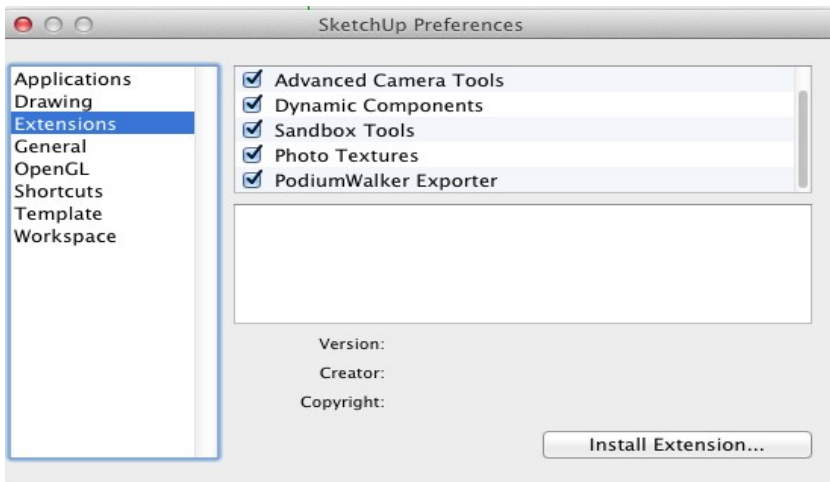 SketchUp Preferences
Applications
Drawing
Extensions
General
OpenGL
Shortcuts
Template
Workspace
Advanced Camera Tools
Dynamic Components
Sandbox Tools
Photo Textures
PodiumWalker Exporter
Version:
Creator:
Copyright:
Install Extension...